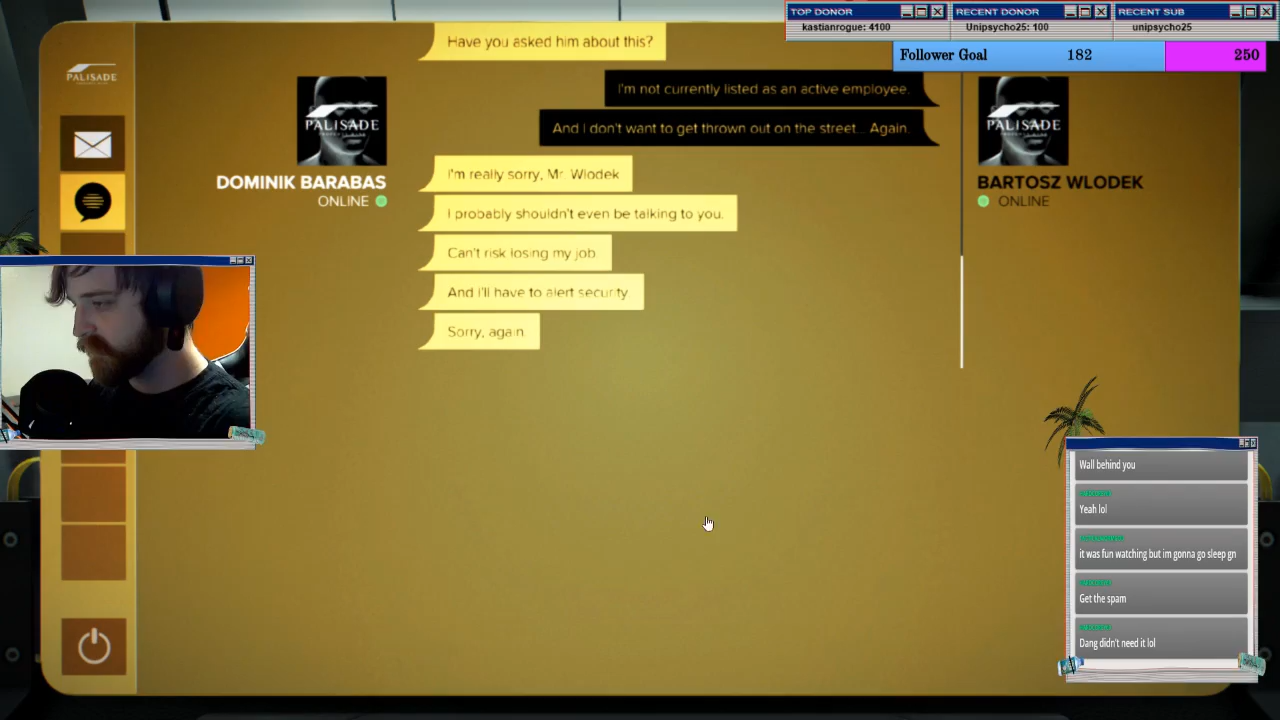 TOP DONOR
kastianrogue: 4100
RECENT DONOR
Unipsycho25: 100
RECENT SUB
unipsycho25
Follower Goal 182 250
PALISADE
Have you asked him about this?
I'm not currently listed as an active employee.
And I don't want to get thrown out on the street... Again.
PALISADE
DOMINIK BARABAS
ONLINE
PALISADE
BARTOSZ WLODEK
ONLINE
I'm really sorry, Mr. Wlodek
I probably shouldn't even be talking to you.
Can't risk losing my job.
And I'll have to alert security.
Sorry, again.
Wall behind you
Yeah lol
it was fun watching but im gonna go sleep gn
Get the spam
Dang didn't need it lol